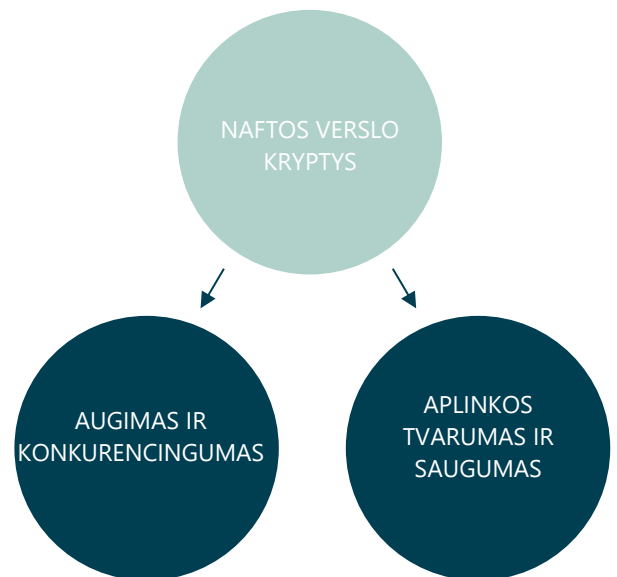 NAFTOS VERSLO
KRYPTYS
AUGIMAS IR
KONKURENCINGUMAS
APLINKOS
TVARUMAS IR
SAUGUMAS